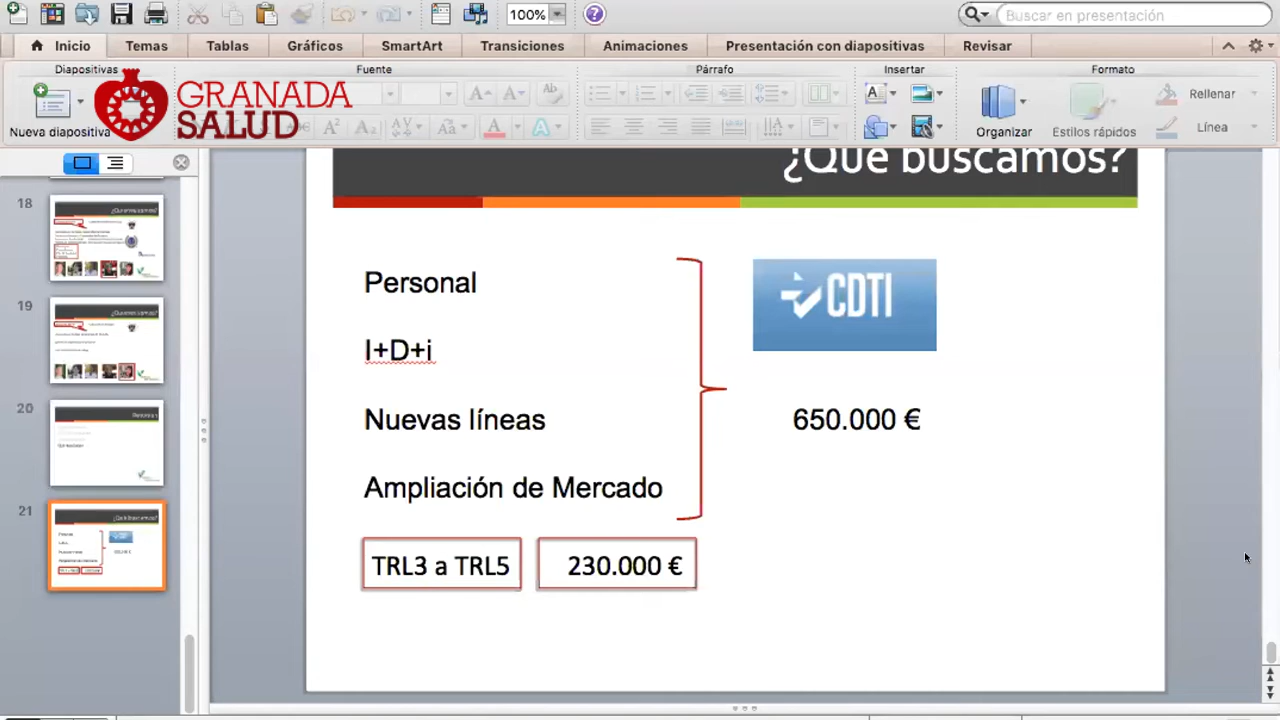 100%
Buscar en presentación
Inicio
Temas
Tablas
Gráficos
SmartArt
Transiciones
Animaciones
Presentación con diapositivas
Revisar
Diapositivas
Fuente
Párrafo
Insertar
Formato
Nueva diapositiva
GRANADA
SALUD
Organizar
Estilos rápidos
Rellenar
Línea
18
19
20
21
¿Qué buscamos?
Personal
I+D+i
Nuevas líneas
Ampliación de Mercado
CDTI
650.000 €
TRL3 a TRL5
230.000 €